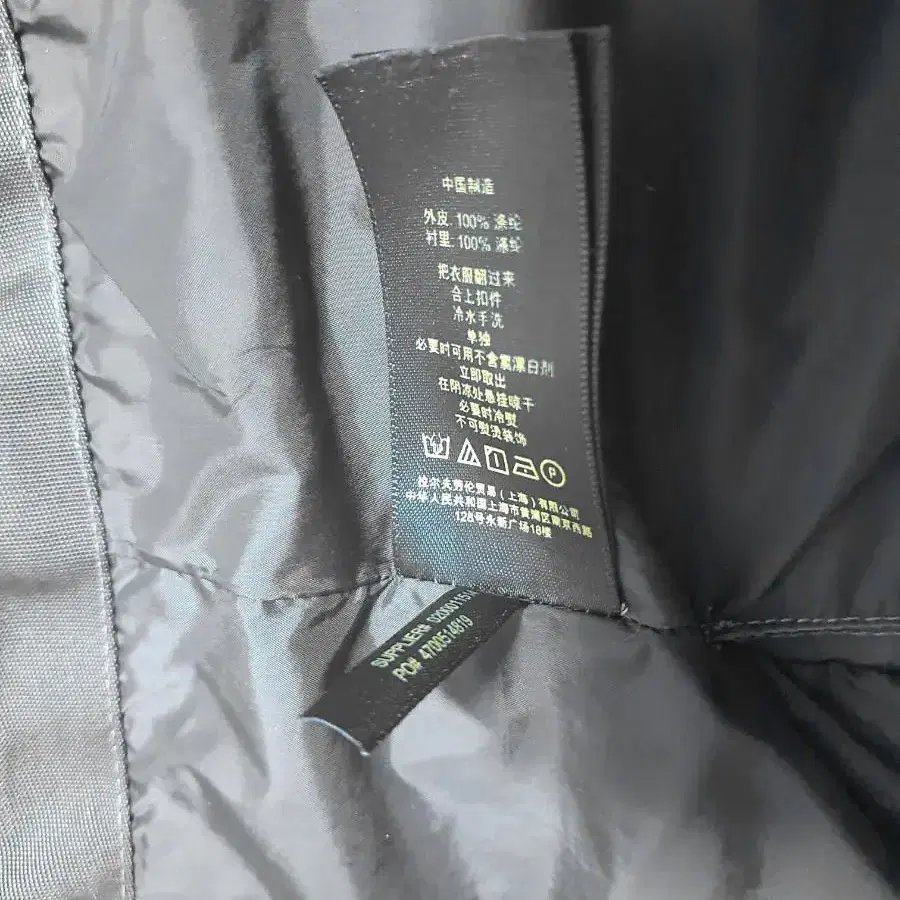 中国制造
外皮: 100% 涤纶
衬里: 100% 涤纶
把衣服翻过来
合上扣件
冷水手洗
单独
必要时可用不含氯漂白剂
立即取出
在阴凉处悬挂晾干
必要时冷熨
不可熨烫装饰
P
拉尔夫劳伦贸易(上海)有限公司
中华人民共和国上海市黄浦区南京西路
128号永新广场18楼
SUPPLIER#
PO# 4700514819